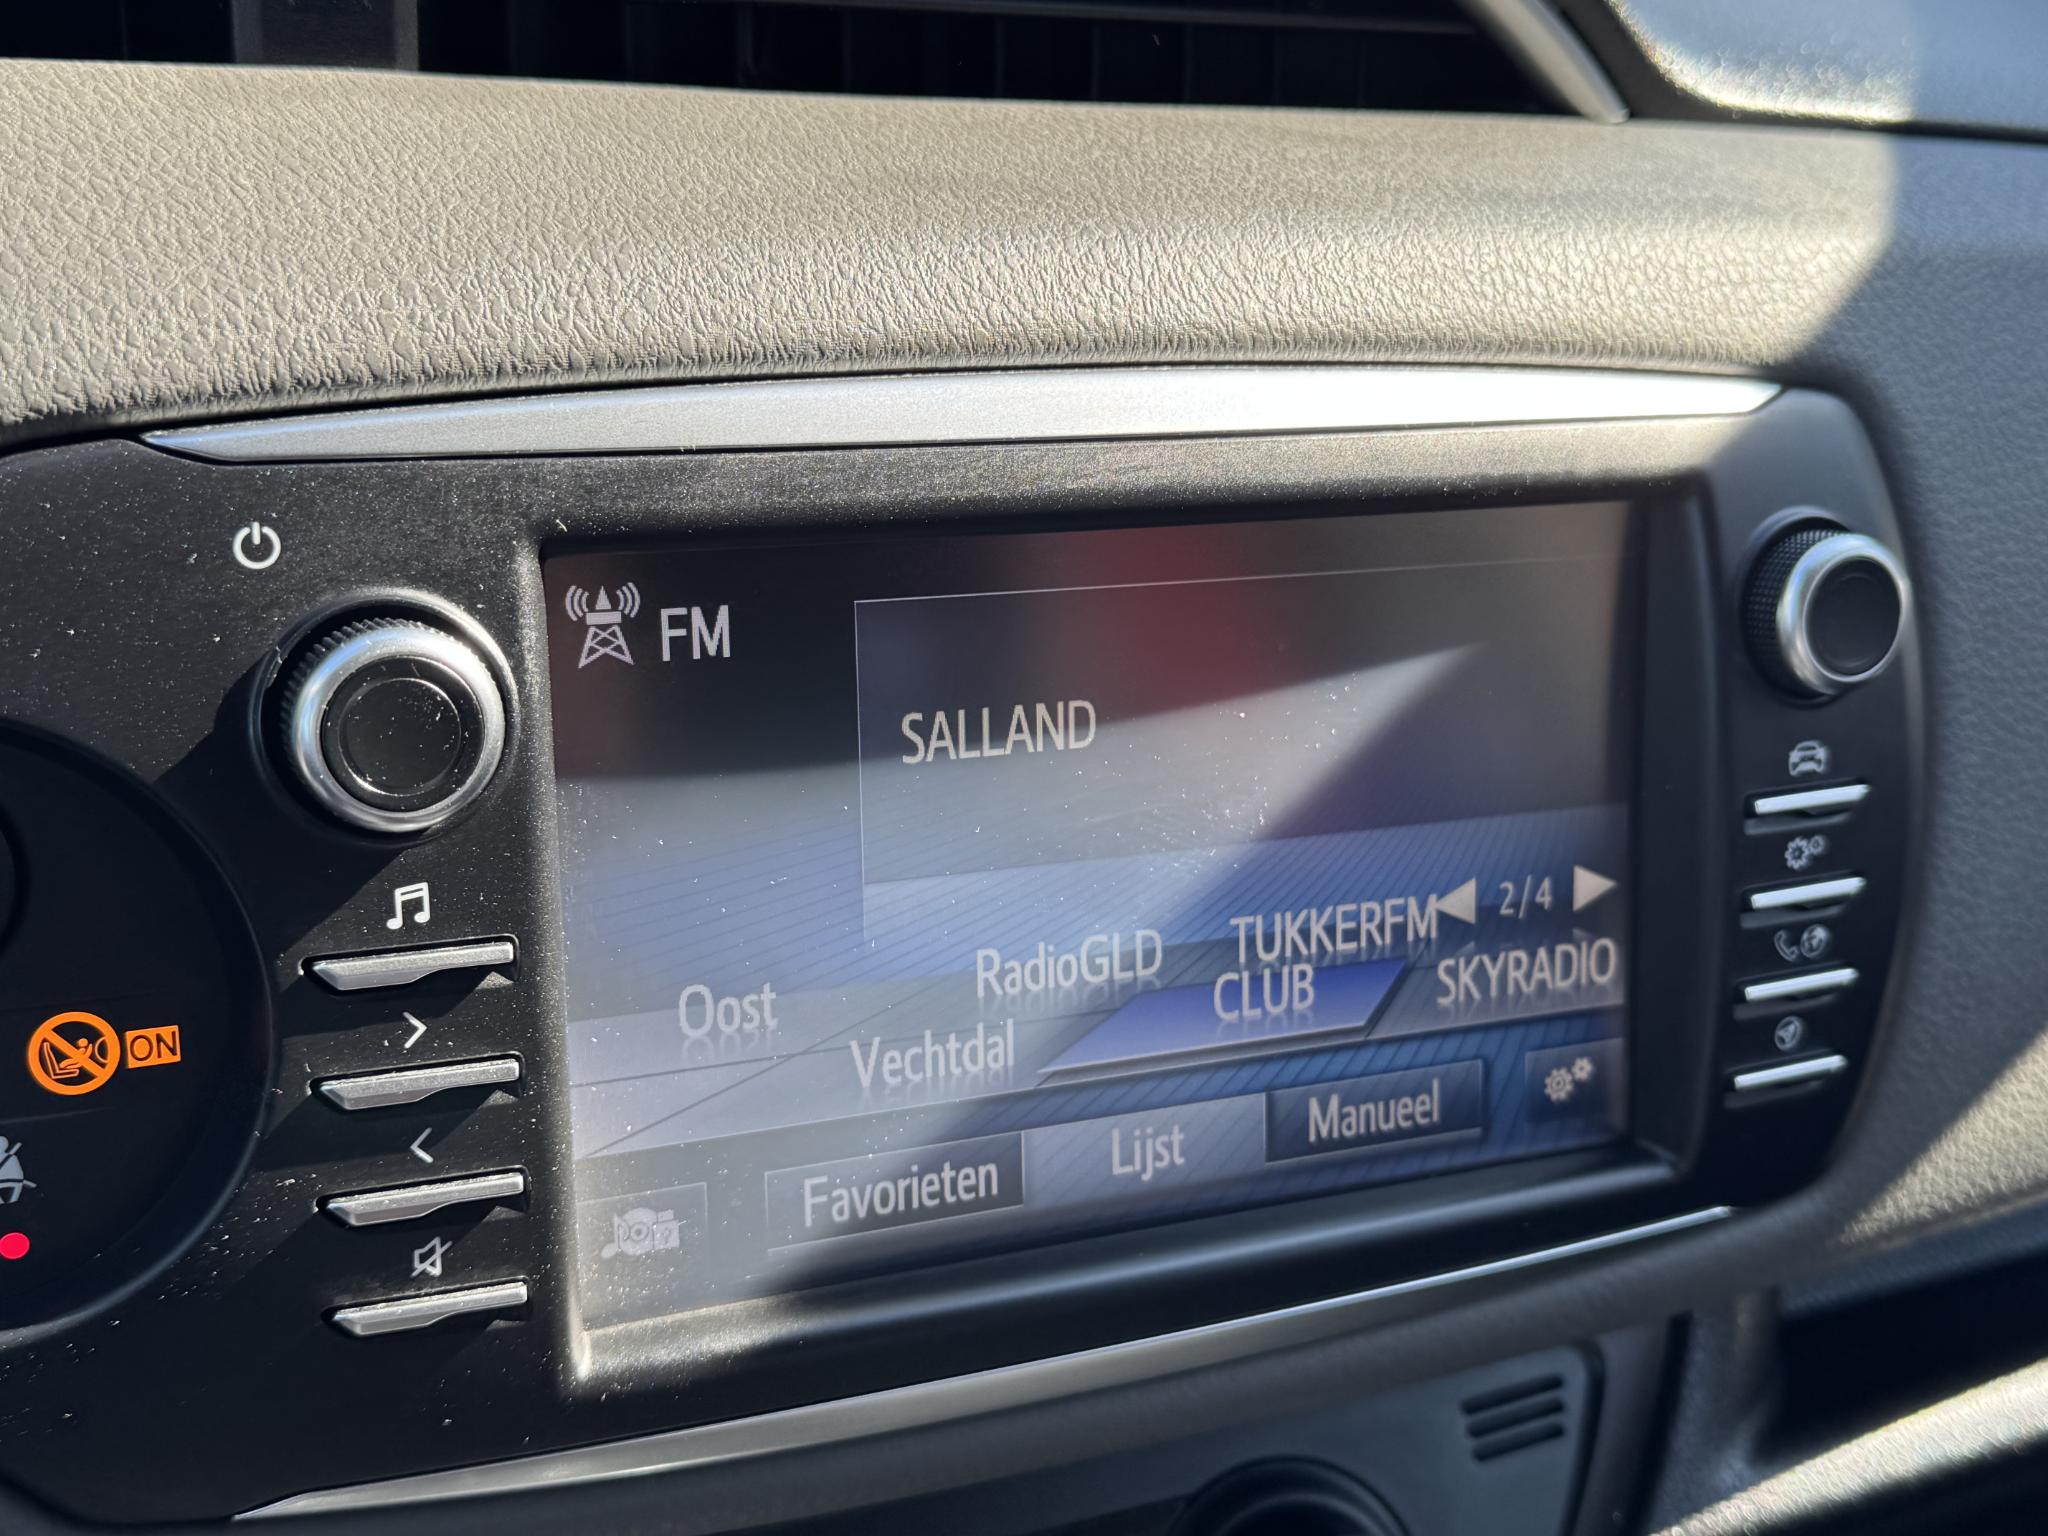 FM
SALLAND
2/4
Oost
RadioGLD
TUKKERFM
Vechtdal
CLUB
SKYRADIO
Favorieten
Lijst
Manueel
ON